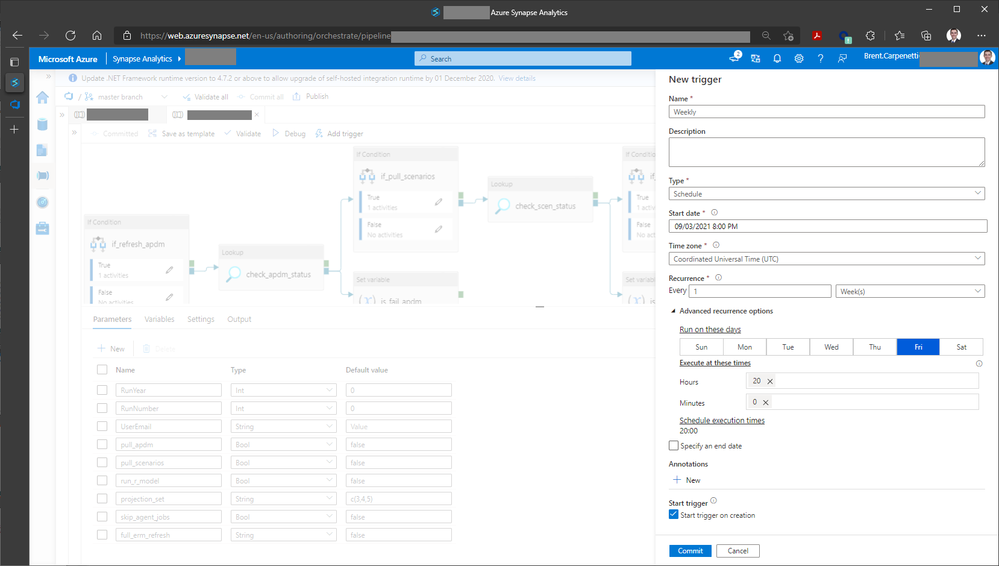 Azure Synapse Analytics
https://web.azuresynapse.net/en-us/authoring/orchestrate/pipeline
Microsoft Azure
Synapse Analytics
Search
2
Brent.Carpenetti
Update .NET Framework runtime version to 4.7.2 or above to allow upgrade of self-hosted integration runtime by 01 December 2020. View details
/ master branch
Validate all
Commit all
Publish
Committed
Save as template
Validate
Debug
Add trigger
If Condition
if_refresh_apdm
True
1 activities
False
No activities
Lookup
check_apdm_status
If Condition
if_pull_scenarios
True
1 activities
False
No activities
Set variable
(x) is_fail_apdm
Lookup
check_scen_status
If Conditio
if_
True
1 activities
False
No acti
Set variabl
(x) is
Parameters Variables Settings Output
New Delete
Name Type Default value
RunYear Int 0
RunNumber Int 0
UserEmail String Value
pull_apdm Bool false
pull_scenarios Bool false
run_r_model Bool false
projection_set String c(3,4,5)
skip_agent_jobs Bool false
full_erm_refresh String false
New trigger
Name *
Weekly
Description
Type *
Schedule
Start date *
09/03/2021 8:00 PM
Time zone *
Coordinated Universal Time (UTC)
Recurrence *
Every 1 Week(s)
Advanced recurrence options
Run on these days
Sun Mon Tue Wed Thu Fri Sat
Execute at these times
Hours 20
Minutes 0
Schedule execution times
20:00
Specify an end date
Annotations
New
Start trigger
Start trigger on creation
Commit Cancel